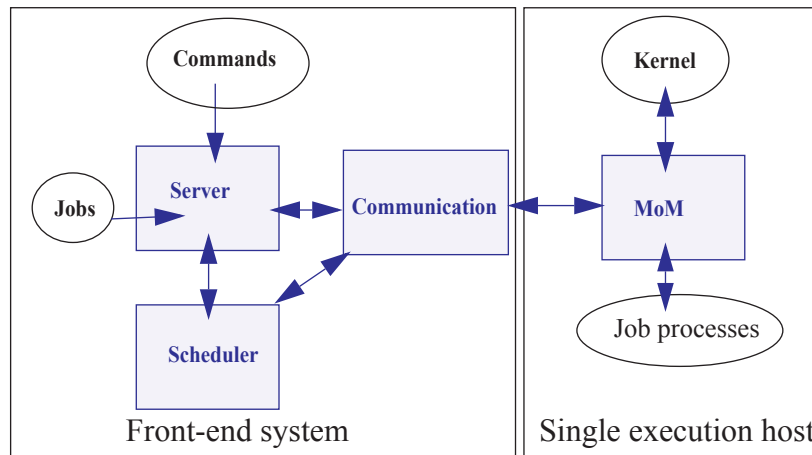 Commands
Kernel
Server
Jobs
Communication
MoM
Scheduler
Job processes
Front-end system
Single execution host